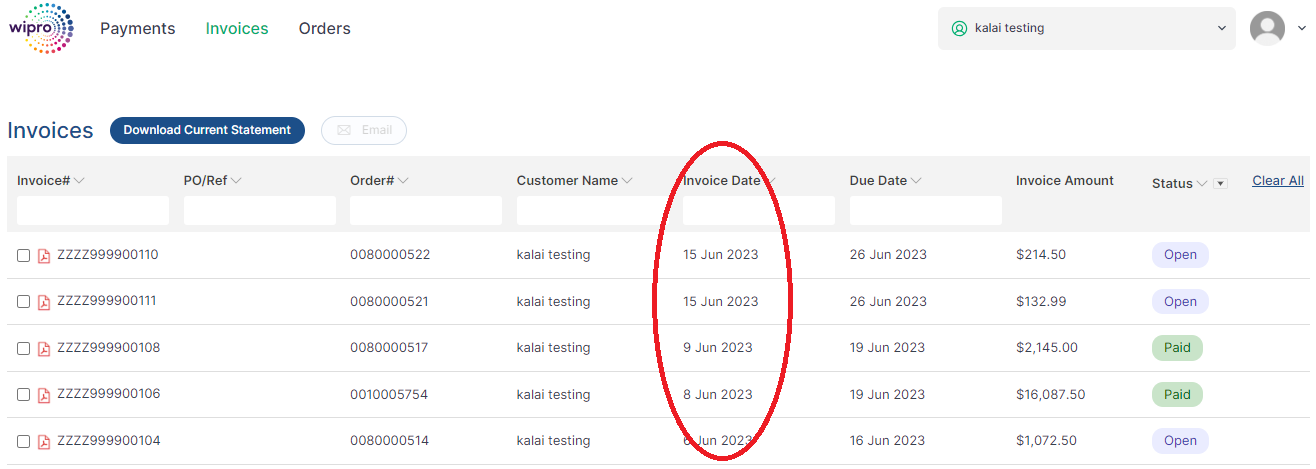 wipro Payments Invoices Orders kalai testing
Invoices Download Current Statement Email
Invoice# PO/Ref Order# Customer Name Invoice Date Due Date Invoice Amount Status Clear All
ZZZZ999900110 0080000522 kalai testing 15 Jun 2023 26 Jun 2023 $214.50 Open
ZZZZ999900111 0080000521 kalai testing 15 Jun 2023 26 Jun 2023 $132.99 Open
ZZZZ999900108 0080000517 kalai testing 9 Jun 2023 19 Jun 2023 $2,145.00 Paid
ZZZZ999900106 0010005754 kalai testing 8 Jun 2023 19 Jun 2023 $16,087.50 Paid
ZZZZ999900104 0080000514 kalai testing 6 Jun 2023 16 Jun 2023 $1,072.50 Open